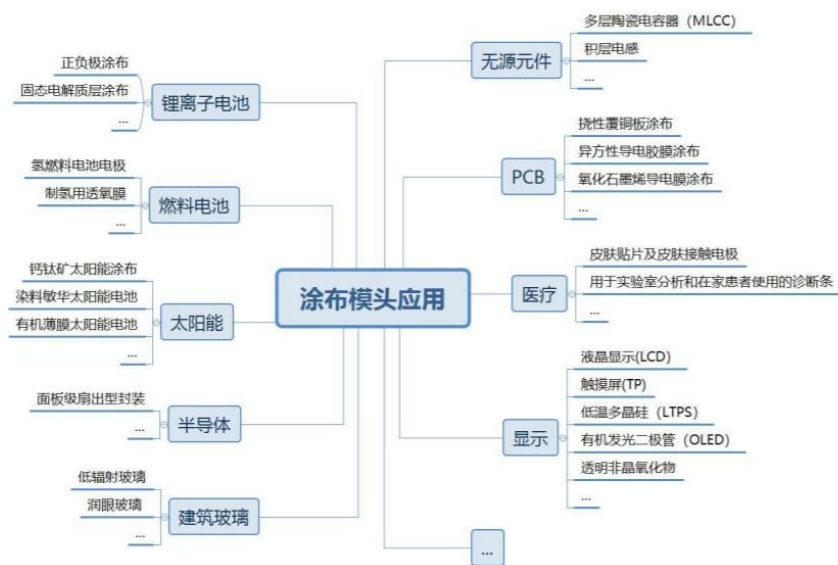 涂布模头应用
锂离子电池
正负极涂布
固态电解质层涂布
...
燃料电池
氢燃料电池电极
制氢用透氧膜
...
太阳能
钙钛矿太阳能涂布
染料敏华太阳能电池
有机薄膜太阳能电池
...
半导体
面板级扇出型封装
...
建筑玻璃
低辐射玻璃
润眼玻璃
...
无源元件
多层陶瓷电容器（MLCC）
积层电感
...
PCB
挠性覆铜板涂布
异方性导电胶膜涂布
氧化石墨烯导电膜涂布
...
医疗
皮肤贴片及皮肤接触电极
用于实验室分析和在家患者使用的诊断条
...
显示
液晶显示(LCD)
触摸屏(TP)
低温多晶硅（LTPS）
有机发光二极管（OLED）
透明非晶氧化物
...
...